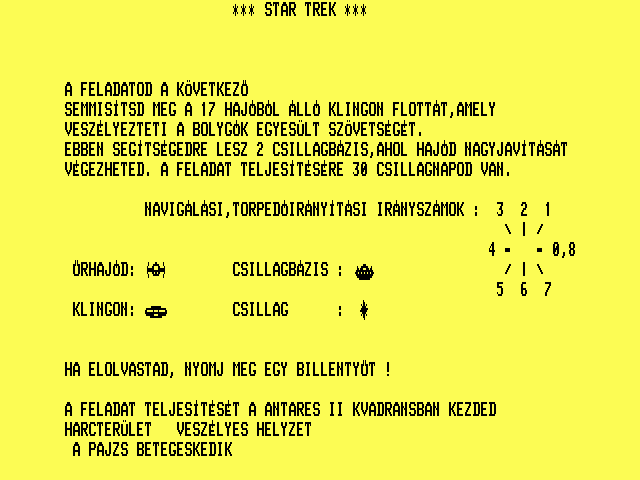 *** STAR TREK ***
A FELADATOD A KÖVETKEZŐ
SEMMISÍTSD MEG A 17 HAJÓBÓL ÁLLÓ KLINGON FLOTTÁT,AMELY
VESZÉLYEZTETI A BOLYGÓK EGYESÜLT SZÖVETSÉGÉT.
EBBEN SEGÍTSÉGEDRE LESZ 2 CSILLAGBÁZIS,AHOL HAJÓD NAGYJAVÍTÁSÁT
VÉGEZHETED. A FELADAT TELJESÍTÉSÉRE 30 CSILLAGNAPOD VAN.
NAVIGÁLÁSI,TORPEDÓIRÁNYÍTÁSI IRÁNYSZÁMOK : 3 2 1
\ | /
4 - - 0,8
ŰRHAJÓD: CSILLAGBÁZIS :
/ | \
5 6 7
KLINGON: CSILLAG :
HA ELOLVASTAD, NYOMJ MEG EGY BILLENTYŰT !
A FELADAT TELJESÍTÉSÉT A ANTARES II KVADRANSBAN KEZDED
HARCTERÜLET VESZÉLYES HELYZET
A PAJZS BETEGESKEDIK